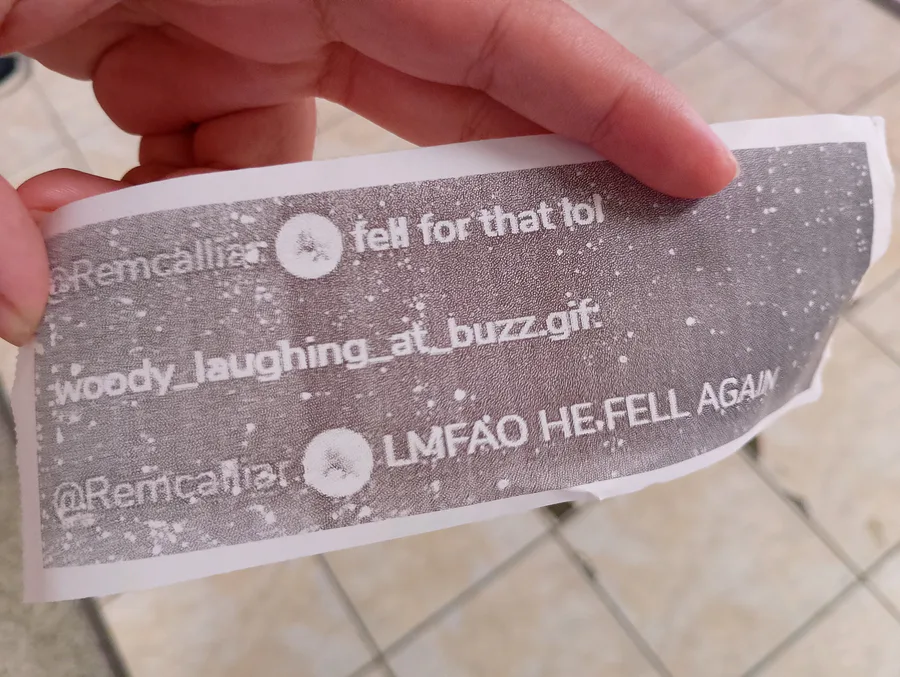 @Remcalliar fell for that lol
woody_laughing_at_buzz.gif:
@Remcalliar LMFAO HE FELL AGAIN